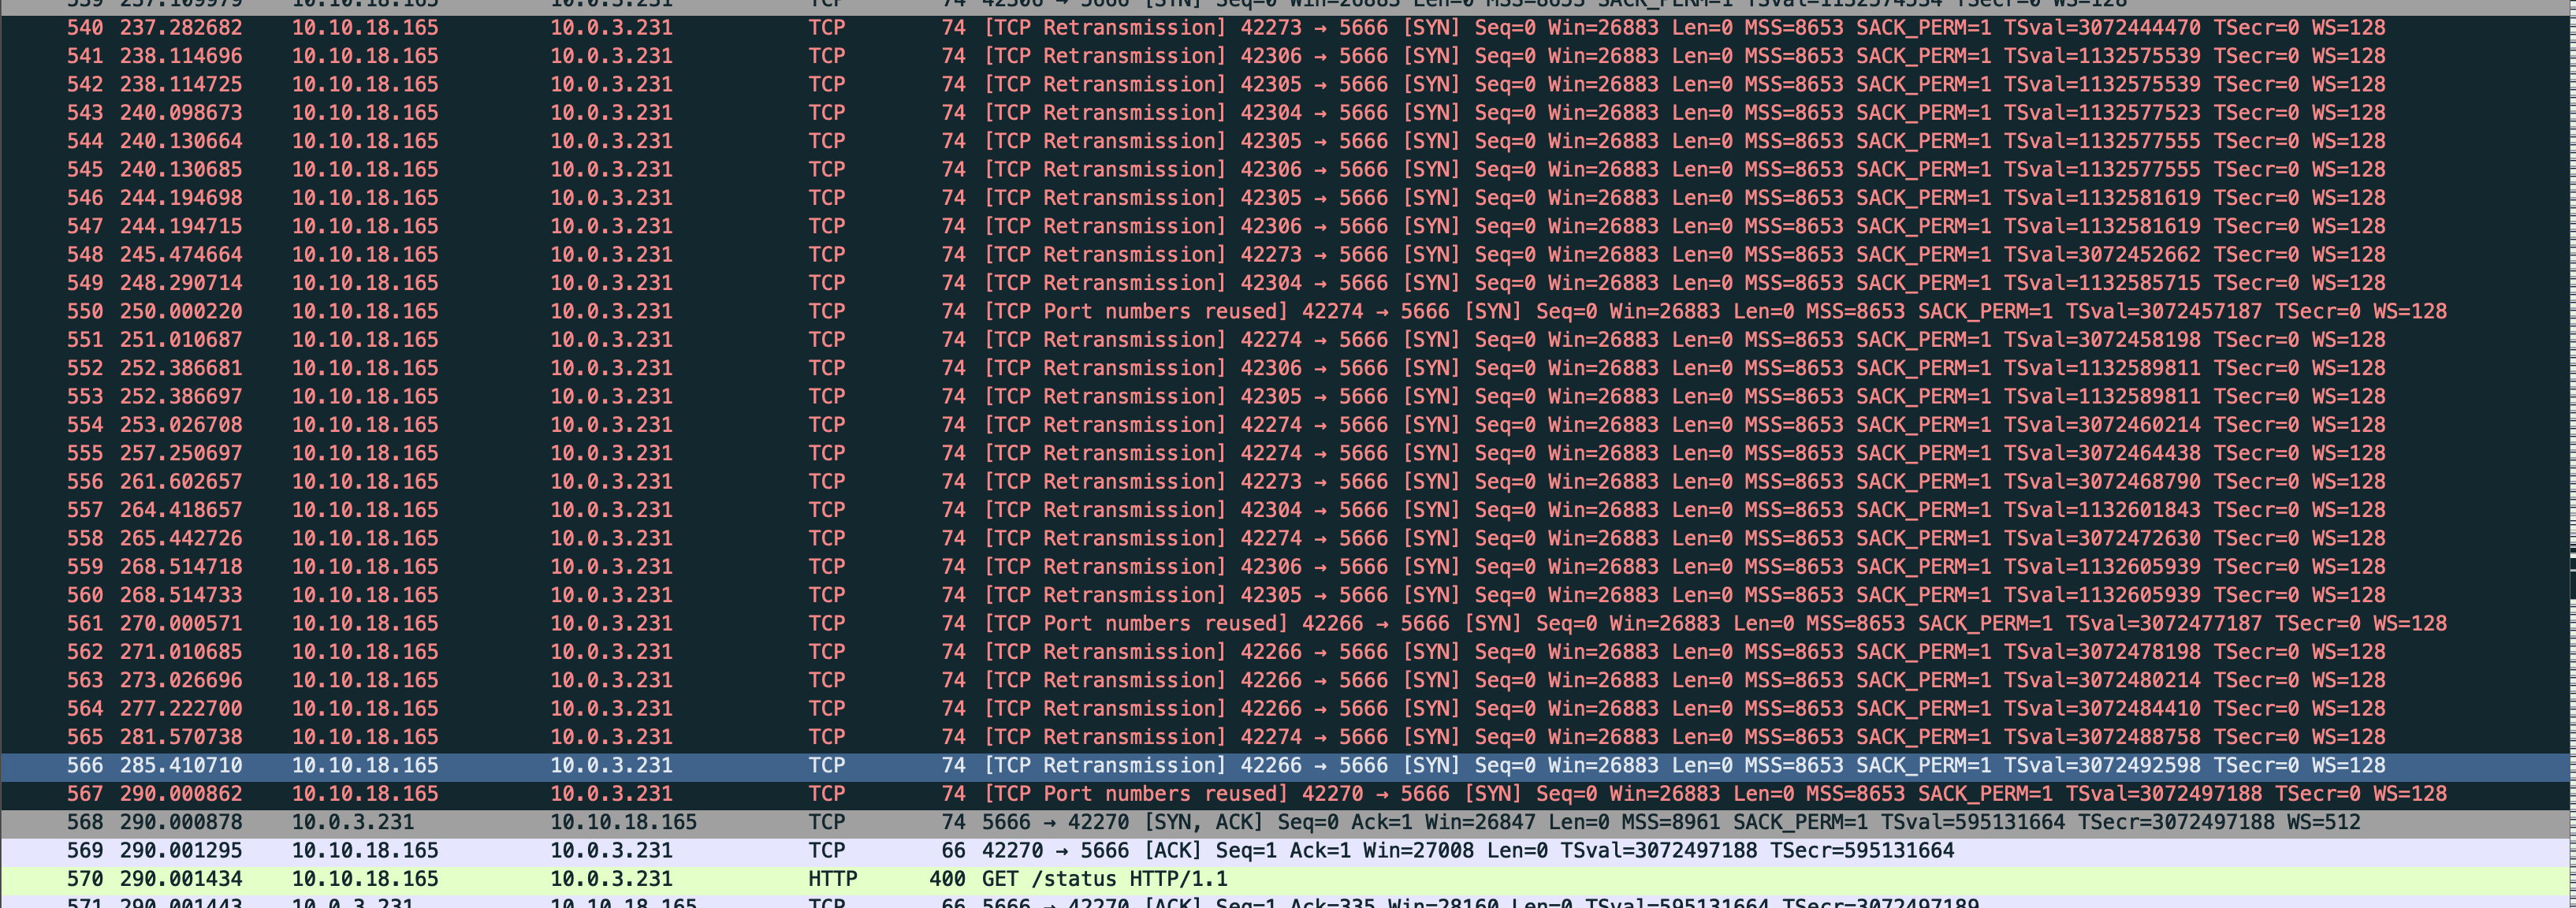 539 237.109979 10.10.18.165 10.0.3.231 TCP 74 42306 → 5666 [SYN] Seq=0 Win=26883 Len=0 MSS=8653 SACK_PERM=1 TSval=1132574534 TSecr=0 WS=128
540 237.282682 10.10.18.165 10.0.3.231 TCP 74 [TCP Retransmission] 42273 → 5666 [SYN] Seq=0 Win=26883 Len=0 MSS=8653 SACK_PERM=1 TSval=3072444470 TSecr=0 WS=128
541 238.114696 10.10.18.165 10.0.3.231 TCP 74 [TCP Retransmission] 42306 → 5666 [SYN] Seq=0 Win=26883 Len=0 MSS=8653 SACK_PERM=1 TSval=1132575539 TSecr=0 WS=128
542 238.114725 10.10.18.165 10.0.3.231 TCP 74 [TCP Retransmission] 42305 → 5666 [SYN] Seq=0 Win=26883 Len=0 MSS=8653 SACK_PERM=1 TSval=1132575539 TSecr=0 WS=128
543 240.098673 10.10.18.165 10.0.3.231 TCP 74 [TCP Retransmission] 42304 → 5666 [SYN] Seq=0 Win=26883 Len=0 MSS=8653 SACK_PERM=1 TSval=1132577523 TSecr=0 WS=128
544 240.130664 10.10.18.165 10.0.3.231 TCP 74 [TCP Retransmission] 42305 → 5666 [SYN] Seq=0 Win=26883 Len=0 MSS=8653 SACK_PERM=1 TSval=1132577555 TSecr=0 WS=128
545 240.130685 10.10.18.165 10.0.3.231 TCP 74 [TCP Retransmission] 42306 → 5666 [SYN] Seq=0 Win=26883 Len=0 MSS=8653 SACK_PERM=1 TSval=1132577555 TSecr=0 WS=128
546 244.194698 10.10.18.165 10.0.3.231 TCP 74 [TCP Retransmission] 42305 → 5666 [SYN] Seq=0 Win=26883 Len=0 MSS=8653 SACK_PERM=1 TSval=1132581619 TSecr=0 WS=128
547 244.194715 10.10.18.165 10.0.3.231 TCP 74 [TCP Retransmission] 42306 → 5666 [SYN] Seq=0 Win=26883 Len=0 MSS=8653 SACK_PERM=1 TSval=1132581619 TSecr=0 WS=128
548 245.474664 10.10.18.165 10.0.3.231 TCP 74 [TCP Retransmission] 42273 → 5666 [SYN] Seq=0 Win=26883 Len=0 MSS=8653 SACK_PERM=1 TSval=3072452662 TSecr=0 WS=128
549 248.290714 10.10.18.165 10.0.3.231 TCP 74 [TCP Retransmission] 42304 → 5666 [SYN] Seq=0 Win=26883 Len=0 MSS=8653 SACK_PERM=1 TSval=1132585715 TSecr=0 WS=128
550 250.000220 10.10.18.165 10.0.3.231 TCP 74 [TCP Port numbers reused] 42274 → 5666 [SYN] Seq=0 Win=26883 Len=0 MSS=8653 SACK_PERM=1 TSval=3072457187 TSecr=0 WS=128
551 251.010687 10.10.18.165 10.0.3.231 TCP 74 [TCP Retransmission] 42274 → 5666 [SYN] Seq=0 Win=26883 Len=0 MSS=8653 SACK_PERM=1 TSval=3072458198 TSecr=0 WS=128
552 252.386681 10.10.18.165 10.0.3.231 TCP 74 [TCP Retransmission] 42306 → 5666 [SYN] Seq=0 Win=26883 Len=0 MSS=8653 SACK_PERM=1 TSval=1132589811 TSecr=0 WS=128
553 252.386697 10.10.18.165 10.0.3.231 TCP 74 [TCP Retransmission] 42305 → 5666 [SYN] Seq=0 Win=26883 Len=0 MSS=8653 SACK_PERM=1 TSval=1132589811 TSecr=0 WS=128
554 253.026708 10.10.18.165 10.0.3.231 TCP 74 [TCP Retransmission] 42274 → 5666 [SYN] Seq=0 Win=26883 Len=0 MSS=8653 SACK_PERM=1 TSval=3072460214 TSecr=0 WS=128
555 257.250697 10.10.18.165 10.0.3.231 TCP 74 [TCP Retransmission] 42274 → 5666 [SYN] Seq=0 Win=26883 Len=0 MSS=8653 SACK_PERM=1 TSval=3072464438 TSecr=0 WS=128
556 261.602657 10.10.18.165 10.0.3.231 TCP 74 [TCP Retransmission] 42273 → 5666 [SYN] Seq=0 Win=26883 Len=0 MSS=8653 SACK_PERM=1 TSval=3072468790 TSecr=0 WS=128
557 264.418657 10.10.18.165 10.0.3.231 TCP 74 [TCP Retransmission] 42304 → 5666 [SYN] Seq=0 Win=26883 Len=0 MSS=8653 SACK_PERM=1 TSval=1132601843 TSecr=0 WS=128
558 265.442726 10.10.18.165 10.0.3.231 TCP 74 [TCP Retransmission] 42274 → 5666 [SYN] Seq=0 Win=26883 Len=0 MSS=8653 SACK_PERM=1 TSval=3072472630 TSecr=0 WS=128
559 268.514718 10.10.18.165 10.0.3.231 TCP 74 [TCP Retransmission] 42306 → 5666 [SYN] Seq=0 Win=26883 Len=0 MSS=8653 SACK_PERM=1 TSval=1132605939 TSecr=0 WS=128
560 268.514733 10.10.18.165 10.0.3.231 TCP 74 [TCP Retransmission] 42305 → 5666 [SYN] Seq=0 Win=26883 Len=0 MSS=8653 SACK_PERM=1 TSval=1132605939 TSecr=0 WS=128
561 270.000571 10.10.18.165 10.0.3.231 TCP 74 [TCP Port numbers reused] 42266 → 5666 [SYN] Seq=0 Win=26883 Len=0 MSS=8653 SACK_PERM=1 TSval=3072477187 TSecr=0 WS=128
562 271.010685 10.10.18.165 10.0.3.231 TCP 74 [TCP Retransmission] 42266 → 5666 [SYN] Seq=0 Win=26883 Len=0 MSS=8653 SACK_PERM=1 TSval=3072478198 TSecr=0 WS=128
563 273.026696 10.10.18.165 10.0.3.231 TCP 74 [TCP Retransmission] 42266 → 5666 [SYN] Seq=0 Win=26883 Len=0 MSS=8653 SACK_PERM=1 TSval=3072480214 TSecr=0 WS=128
564 277.222700 10.10.18.165 10.0.3.231 TCP 74 [TCP Retransmission] 42266 → 5666 [SYN] Seq=0 Win=26883 Len=0 MSS=8653 SACK_PERM=1 TSval=3072484410 TSecr=0 WS=128
565 281.570738 10.10.18.165 10.0.3.231 TCP 74 [TCP Retransmission] 42274 → 5666 [SYN] Seq=0 Win=26883 Len=0 MSS=8653 SACK_PERM=1 TSval=3072488758 TSecr=0 WS=128
566 285.410710 10.10.18.165 10.0.3.231 TCP 74 [TCP Retransmission] 42266 → 5666 [SYN] Seq=0 Win=26883 Len=0 MSS=8653 SACK_PERM=1 TSval=3072492598 TSecr=0 WS=128
567 290.000862 10.10.18.165 10.0.3.231 TCP 74 [TCP Port numbers reused] 42270 → 5666 [SYN] Seq=0 Win=26883 Len=0 MSS=8653 SACK_PERM=1 TSval=3072497188 TSecr=0 WS=128
568 290.000878 10.0.3.231 10.10.18.165 TCP 74 5666 → 42270 [SYN, ACK] Seq=0 Ack=1 Win=26847 Len=0 MSS=8961 SACK_PERM=1 TSval=595131664 TSecr=3072497188 WS=512
569 290.001295 10.10.18.165 10.0.3.231 TCP 66 42270 → 5666 [ACK] Seq=1 Ack=1 Win=27008 Len=0 TSval=3072497188 TSecr=595131664
570 290.001434 10.10.18.165 10.0.3.231 HTTP 400 GET /status HTTP/1.1
571 290.001443 10.0.3.231 10.10.18.165 TCP 66 5666 → 42270 [ACK] Seq=1 Ack=335 Win=28160 Len=0 TSval=595131664 TSecr=3072497189